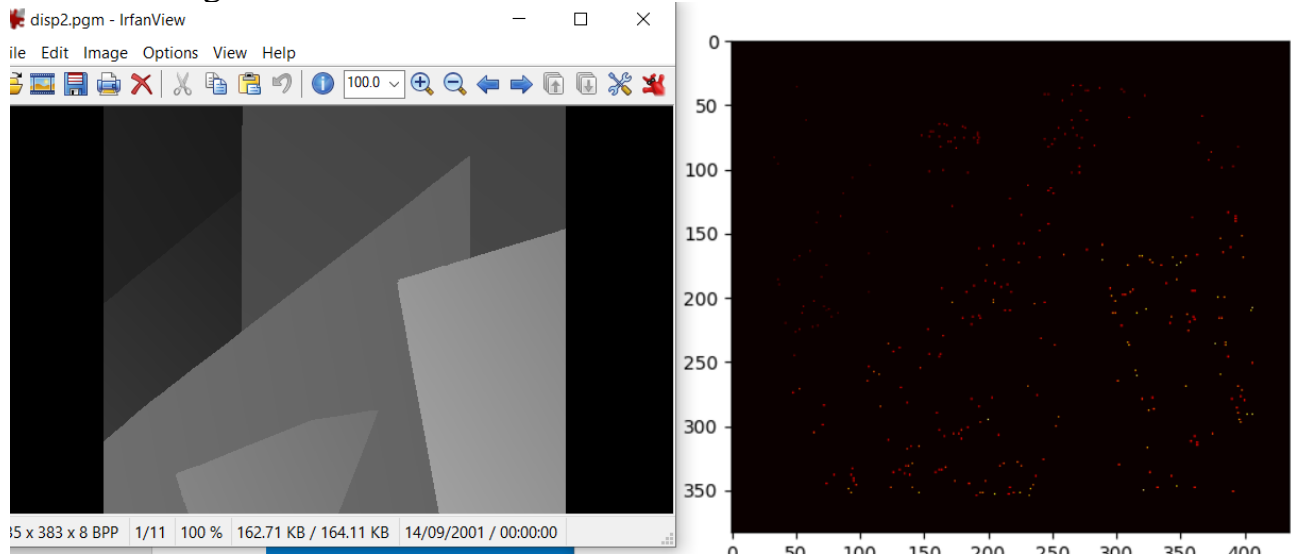 disp2.pgm - IrfanView
ile Edit Image Options View Help
100.0
35 x 383 x 8 BPP 1/11 100 % 162.71 KB / 164.11 KB 14/09/2001 / 00:00:00
0
50
100
150
200
250
300
350
0 50 100 150 200 250 300 350 400